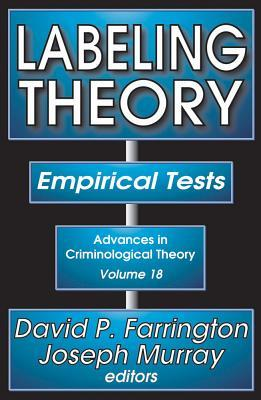 LABELING
THEORY
Empirical Tests
Advances in
Criminological Theory
Volume 18
David P. Farrington
Joseph Murray
editors